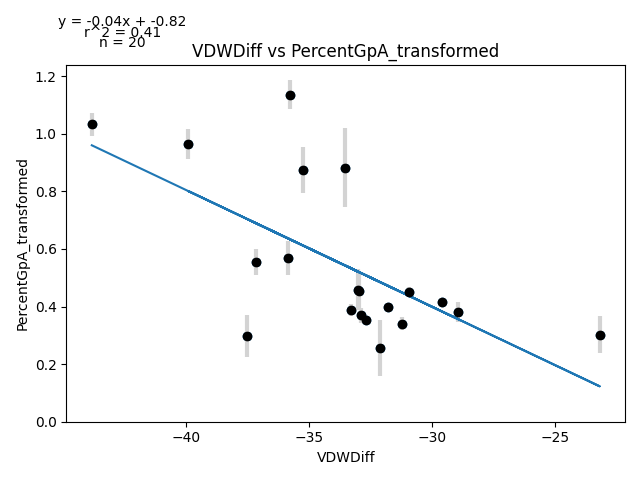 y = -0.04x + -0.82
r^2 = 0.41
n = 20
VDWDiff vs PercentGpA_transformed
PercentGpA_transformed
1.2
1.0
0.8
0.6
0.4
0.2
0.0
−40
−35
−30
−25
VDWDiff